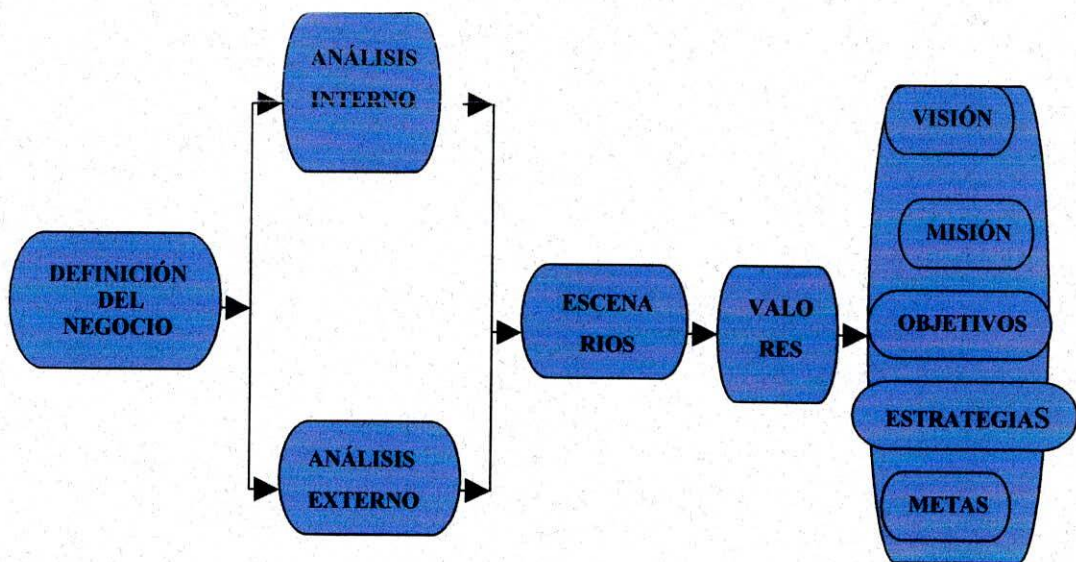 ANÁLISIS
INTERNO
VISIÓN
MISIÓN
DEFINICIÓN
DEL
NEGOCIO
ESCENA
RIOS
VALO
RES
OBJETIVOS
ESTRATEGIAS
ANÁLISIS
EXTERNO
METAS